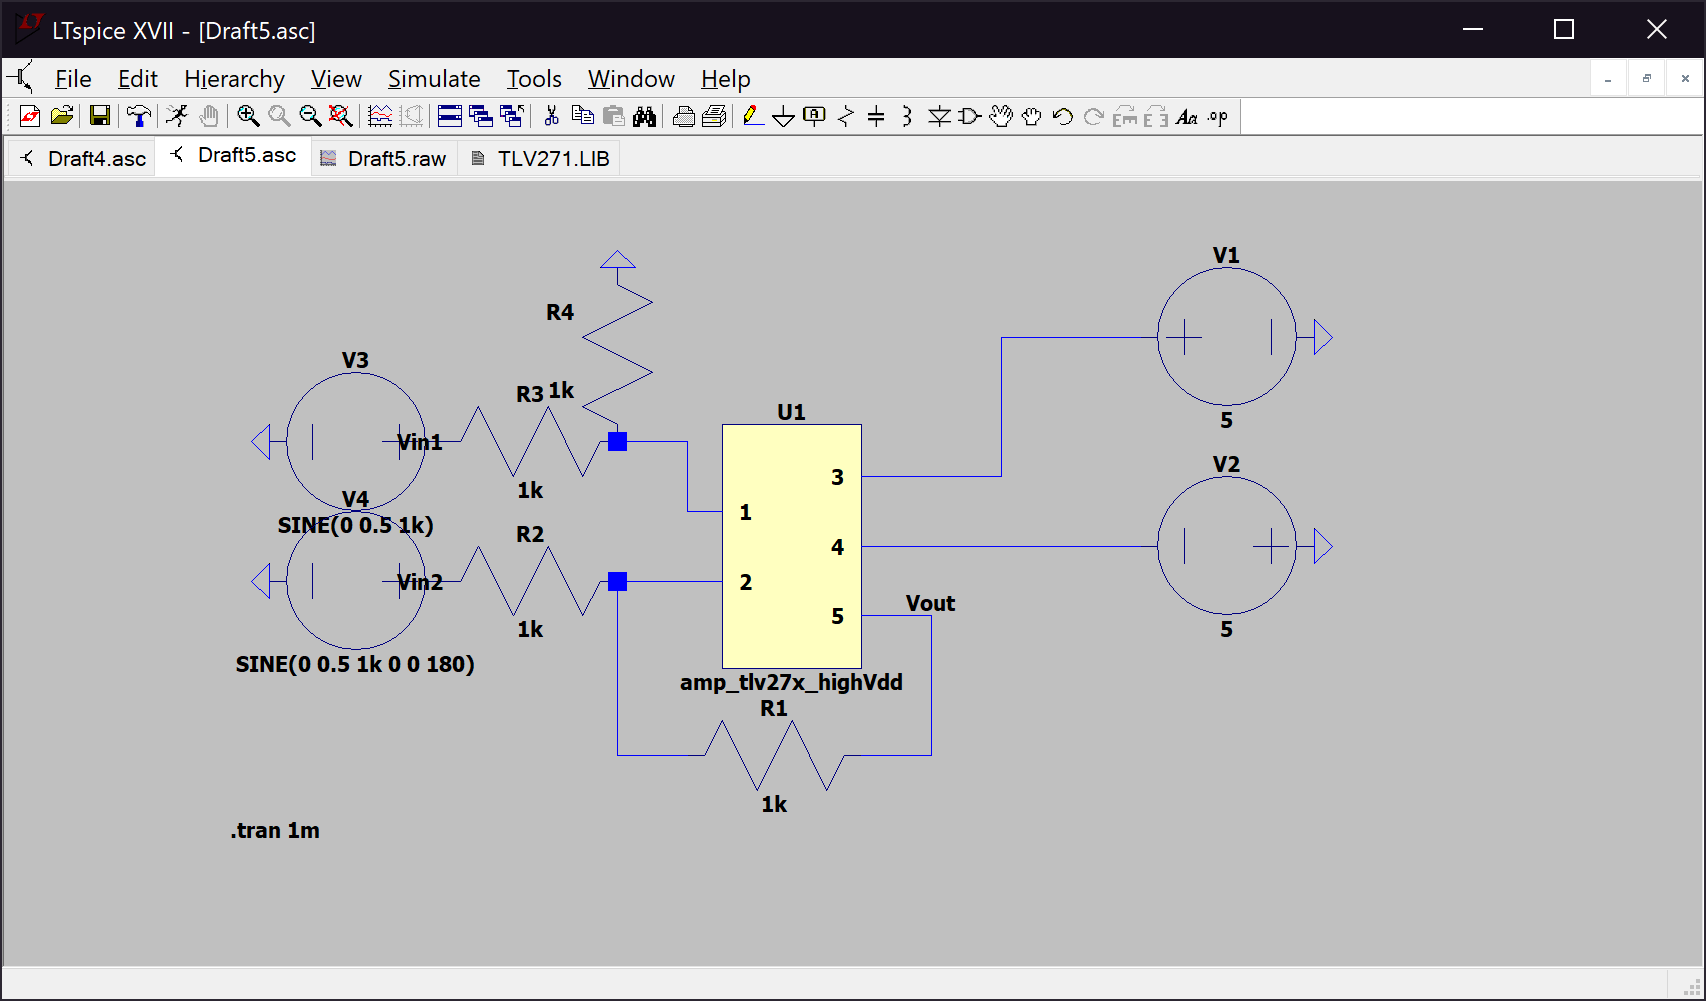 LTspice XVII - [Draft5.asc]
File Edit Hierarchy View Simulate Tools Window Help
Draft4.asc Draft5.asc Draft5.raw TLV271.LIB
V1
5
V2
5
R4
1k
V3
Vin1
SINE(0 0.5 1k)
R3
1k
V4
Vin2
SINE(0 0.5 1k 0 0 180)
R2
1k
U1
1
2
3
4
5
Vout
amp_tlv27x_highVdd
R1
1k
.tran 1m